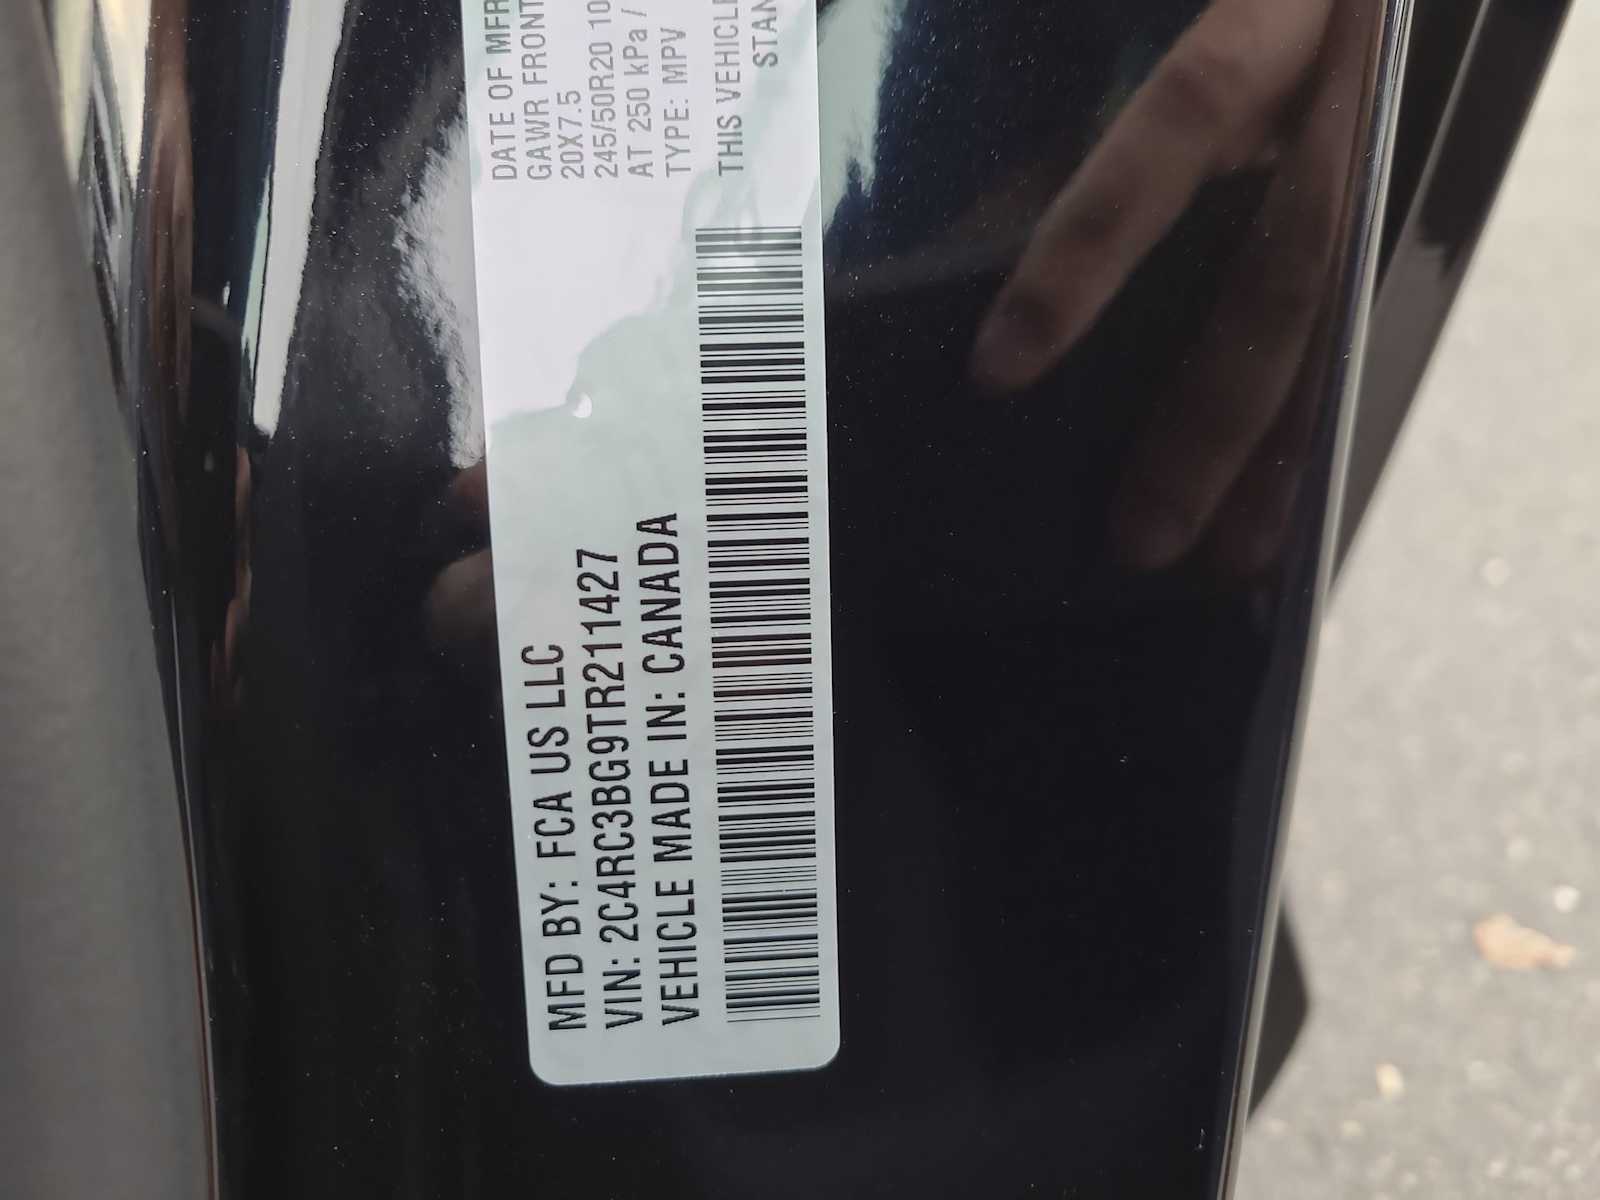 MFD BY: FCA US LLC
VIN: 2C4RC3BG9TR211427
VEHICLE MADE IN: CANADA
DATE OF MFR
GAWR FRONT
20X7.5
245/50R20 10
AT 250 kPa /
TYPE: MPV
THIS VEHICLE
STAN